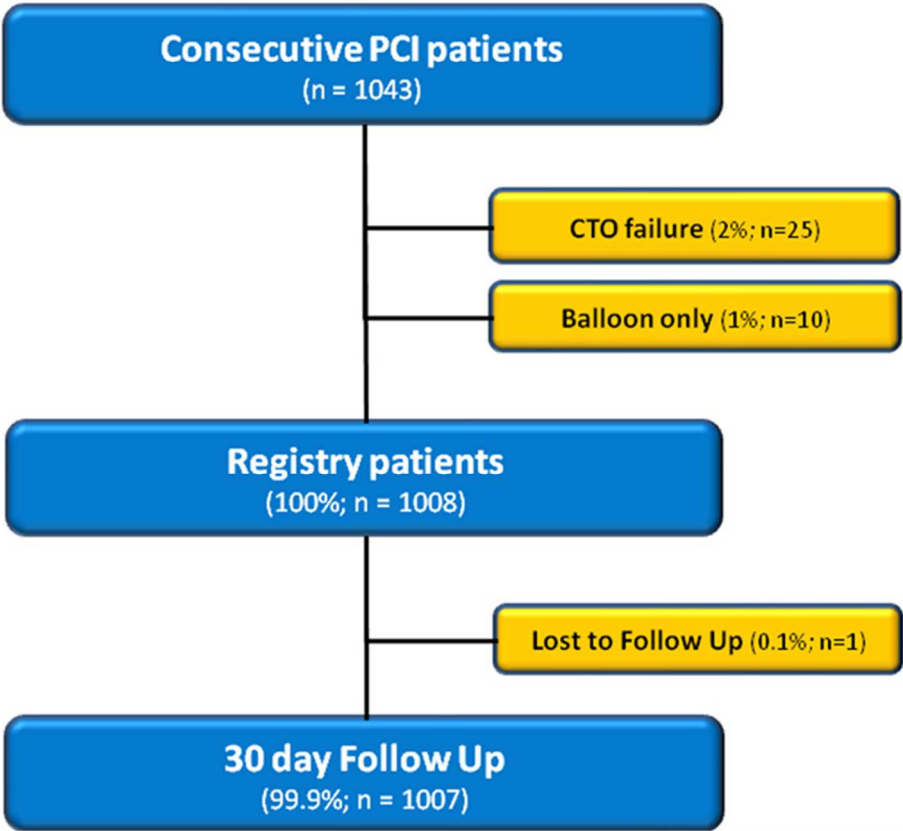 Consecutive PCI patients
(n = 1043)
CTO failure (2%; n=25)
Balloon only (1%; n=10)
Registry patients
(100%; n = 1008)
Lost to Follow Up (0.1%; n=1)
30 day Follow Up
(99.9%; n = 1007)